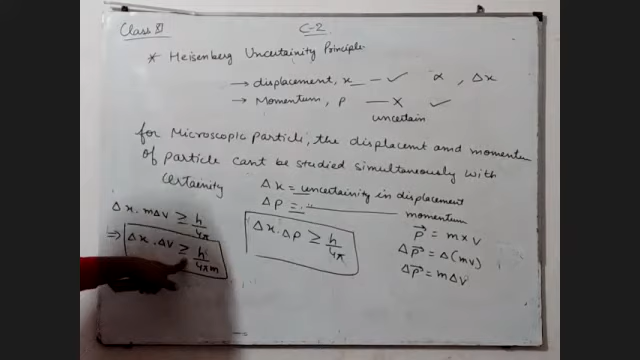 Class XI
C-2
* Heisenberg Uncertainity Principle
→ displacement, x — ✓ α , Δx
→ Momentum, p — X ✓
uncertain
for Microscopic Particle, the displacemt and momentum
of particle cant be studied simultaneously with
certainity
Δx = uncertainity in displacement
Δp = " momentum
Δx . mΔv ≥ h/4π
⇒ Δx . Δv ≥ h/4πm
Δx . Δp ≥ h/4π
p⃗ = m x v
Δp⃗ = Δ(mv)
Δp⃗ = mΔv